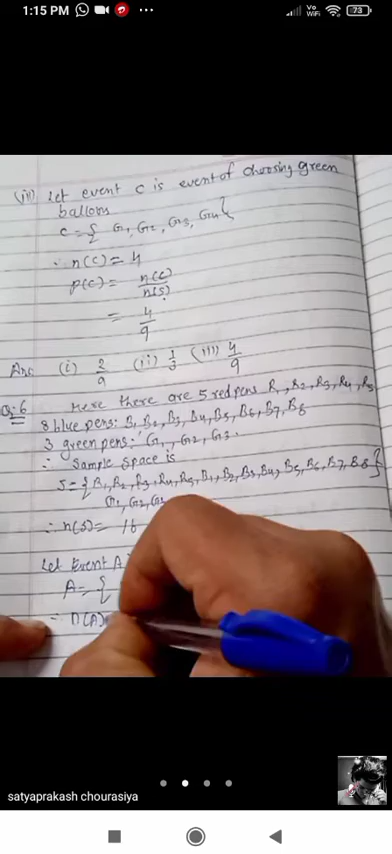 1:15 PM
Vo WiFi 73
(iii) Let event C is event of choosing green
ballons
C = { G1, G2, G3, G4 {
∴ n(C) = 4
P(C) = n(C)
n(S)
= 4
9
Ans (i) 2/9 (ii) 1/3 (iii) 4/9
Q:6 Here there are 5 red pens R1, R2, R3, R4, R5
8 blue pens: B1, B2, B3, B4, B5, B6, B7, B8
3 green pens: G1, G2, G3.
∴ Sample space is
S = { R1, R2, R3, R4, R5, B1, B2, B3, B4, B5, B6, B7, B8 }
G1, G2, G3
∴ n(S) = 16
Let Event A
A = {
∴ n(A)
satyaprakash chourasiya